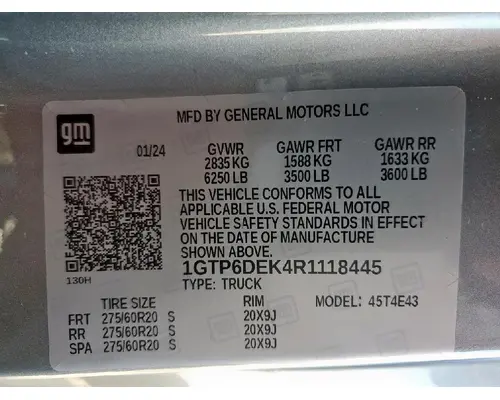 gm
MFD BY GENERAL MOTORS LLC
01/24 GVWR GAWR FRT GAWR RR
2835 KG 1588 KG 1633 KG
6250 LB 3500 LB 3600 LB
THIS VEHICLE CONFORMS TO ALL
APPLICABLE U.S. FEDERAL MOTOR
VEHICLE SAFETY STANDARDS IN EFFECT
ON THE DATE OF MANUFACTURE
SHOWN ABOVE.
1GTP6DEK4R1118445
130H TYPE: TRUCK
TIRE SIZE RIM MODEL: 45T4E43
FRT 275/60R20 S 20X9J
RR 275/60R20 S 20X9J
SPA 275/60R20 S 20X9J